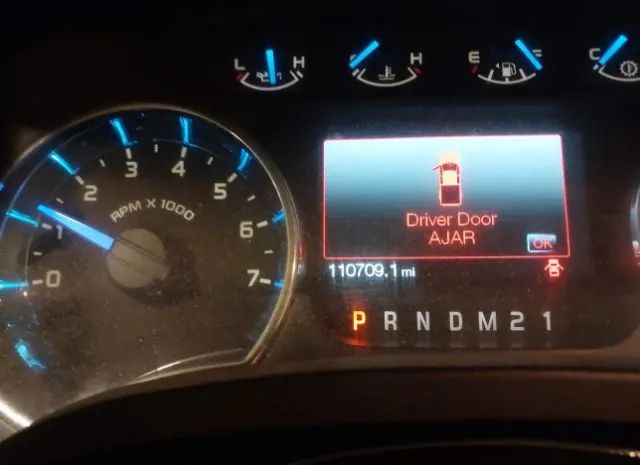 L H
C H
E F
C
0 1 2 3 4 5 6 7
RPM X 1000
Driver Door
AJAR
OK
110709.1 mi
P R N D M 2 1